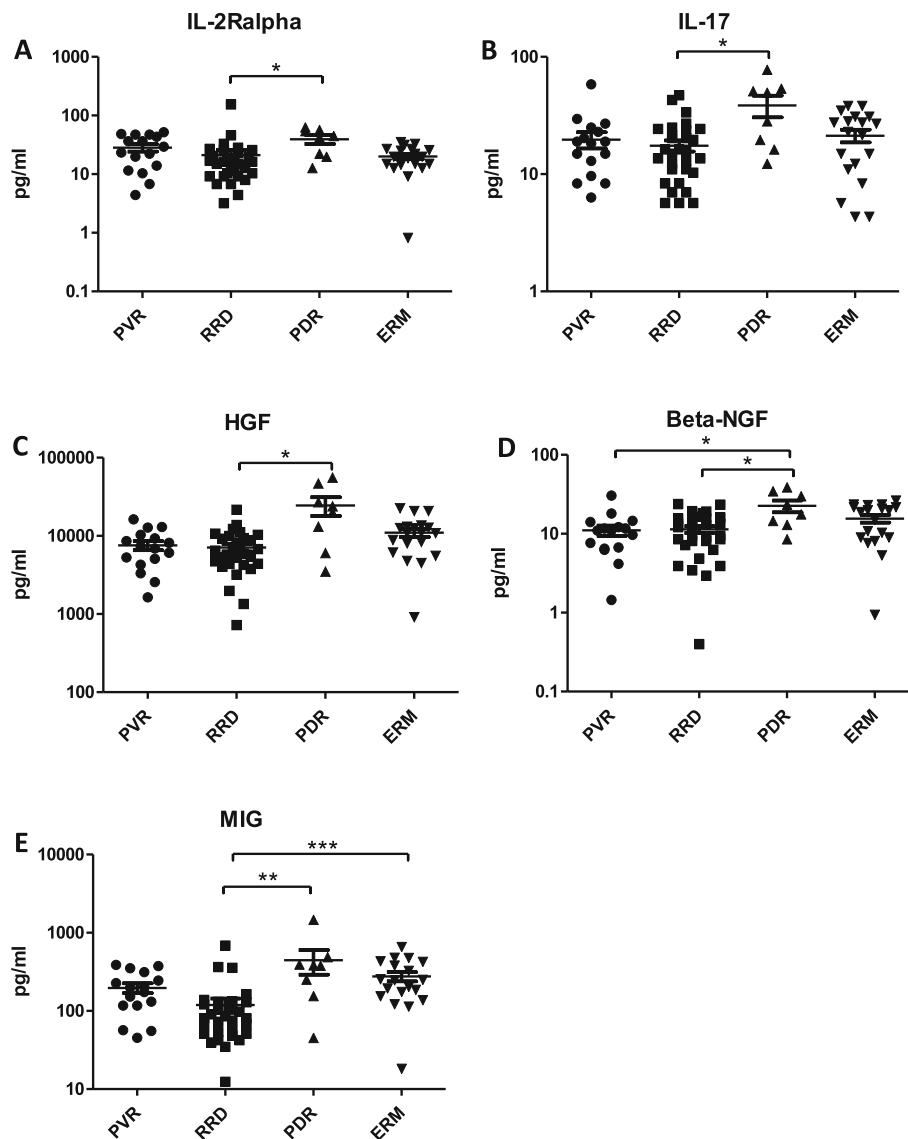 IL-2Ralpha
A
1000
100
10
1
0.1
pg/ml
*
PVR
RRD
PDR
ERM
IL-17
B
100
10
1
pg/ml
*
PVR
RRD
PDR
ERM
HGF
C
100000
10000
1000
100
pg/ml
*
PVR
RRD
PDR
ERM
Beta-NGF
D
100
10
1
0.1
pg/ml
*
*
PVR
RRD
PDR
ERM
MIG
E
10000
1000
100
10
pg/ml
***
**
PVR
RRD
PDR
ERM